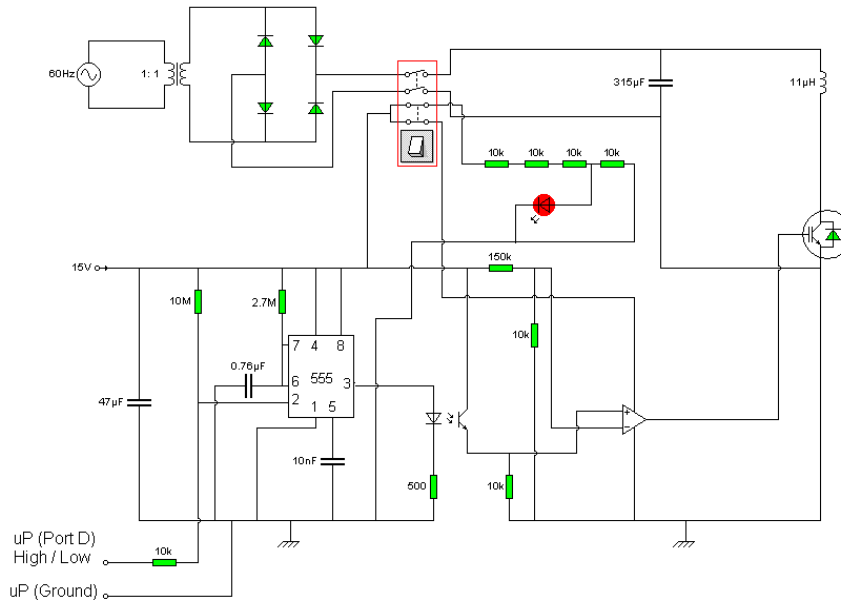 60Hz
1: 1
315µF
11µH
10k
10k
10k
10k
15V
150k
10M
2.7M
10k
7 4 8
0.76µF
6 555 3
2
47µF
1 5
10nF
500
10k
uP (Port D)
High / Low
10k
uP (Ground)